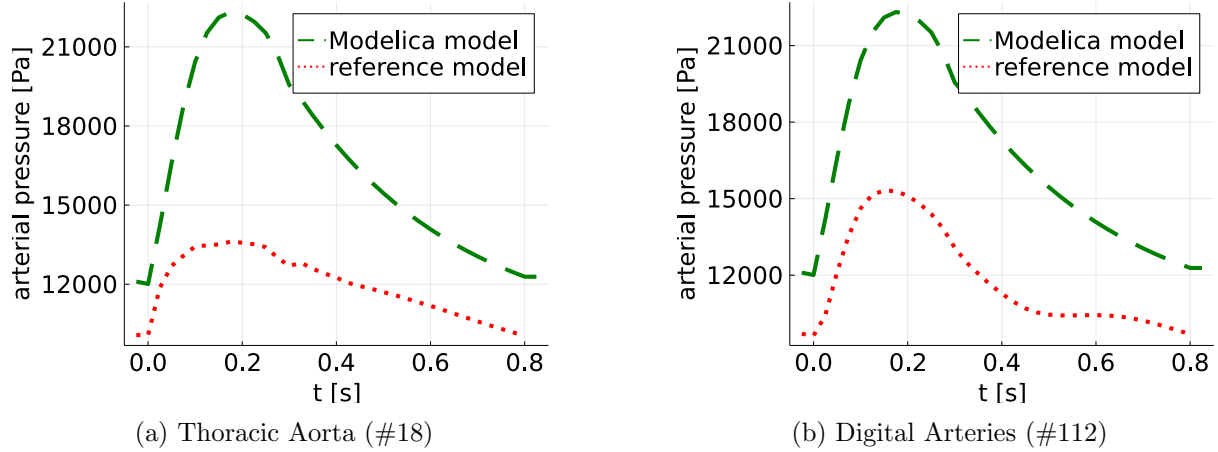 arterial pressure [Pa]
21000
18000
15000
12000
Modelica model
reference model
0.0 0.2 0.4 0.6 0.8
t [s]
(a) Thoracic Aorta (#18)
arterial pressure [Pa]
21000
18000
15000
12000
Modelica model
reference model
0.0 0.2 0.4 0.6 0.8
t [s]
(b) Digital Arteries (#112)